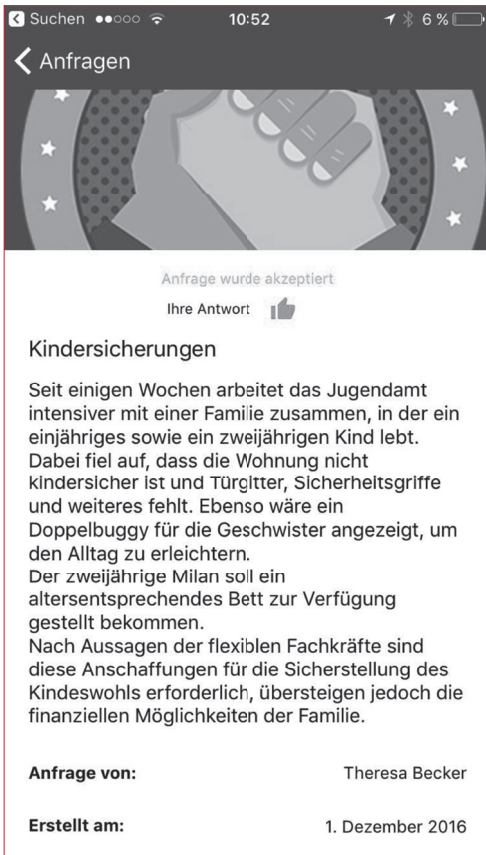 Suchen 10:52 6 %
Anfragen
Anfrage wurde akzeptiert
Ihre Antwort
Kindersicherungen
Seit einigen Wochen arbeitet das Jugendamt
intensiver mit einer Familie zusammen, in der ein
einjähriges sowie ein zweijährigen Kind lebt.
Dabei fiel auf, dass die Wohnung nicht
kindersicher ist und Türgitter, Sicherheitsgriffe
und weiteres fehlt. Ebenso wäre ein
Doppelbuggy für die Geschwister angezeigt, um
den Alltag zu erleichtern.
Der zweijährige Milan soll ein
altersentsprechendes Bett zur Verfügung
gestellt bekommen.
Nach Aussagen der flexiblen Fachkräfte sind
diese Anschaffungen für die Sicherstellung des
Kindeswohls erforderlich, übersteigen jedoch die
finanziellen Möglichkeiten der Familie.
Anfrage von: Theresa Becker
Erstellt am: 1. Dezember 2016